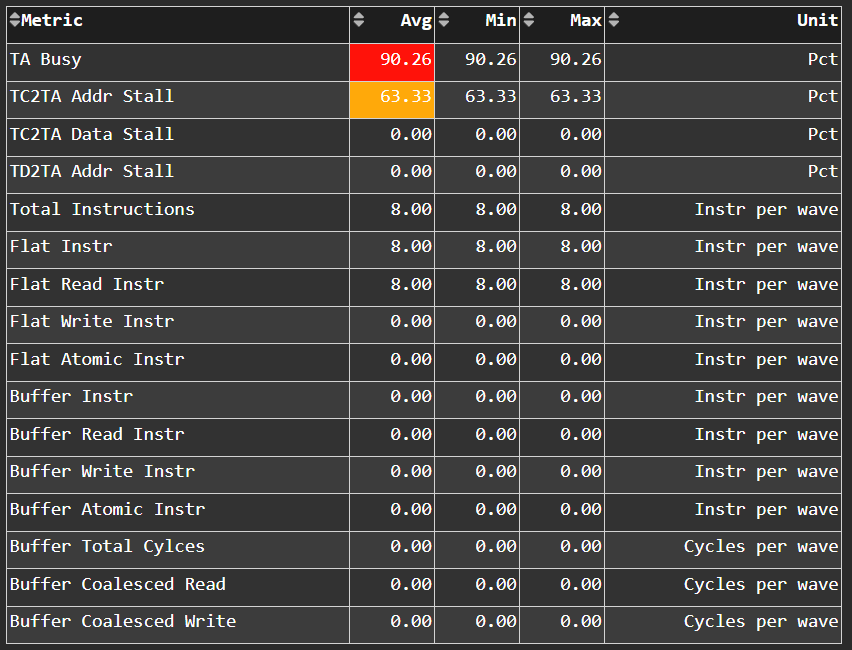 Metric Avg Min Max Unit
TA Busy 90.26 90.26 90.26 Pct
TC2TA Addr Stall 63.33 63.33 63.33 Pct
TC2TA Data Stall 0.00 0.00 0.00 Pct
TD2TA Addr Stall 0.00 0.00 0.00 Pct
Total Instructions 8.00 8.00 8.00 Instr per wave
Flat Instr 8.00 8.00 8.00 Instr per wave
Flat Read Instr 8.00 8.00 8.00 Instr per wave
Flat Write Instr 0.00 0.00 0.00 Instr per wave
Flat Atomic Instr 0.00 0.00 0.00 Instr per wave
Buffer Instr 0.00 0.00 0.00 Instr per wave
Buffer Read Instr 0.00 0.00 0.00 Instr per wave
Buffer Write Instr 0.00 0.00 0.00 Instr per wave
Buffer Atomic Instr 0.00 0.00 0.00 Instr per wave
Buffer Total Cylces 0.00 0.00 0.00 Cycles per wave
Buffer Coalesced Read 0.00 0.00 0.00 Cycles per wave
Buffer Coalesced Write 0.00 0.00 0.00 Cycles per wave